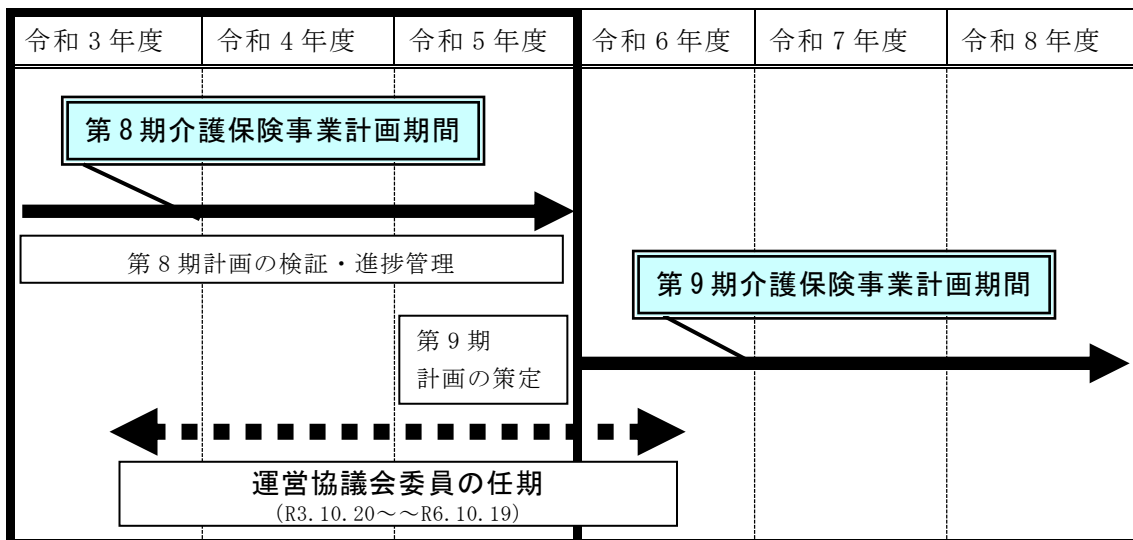 令和3年度 令和4年度 令和5年度 令和6年度 令和7年度 令和8年度
第8期介護保険事業計画期間
第8期計画の検証・進捗管理
第9期介護保険事業計画期間
第9期
計画の策定
運営協議会委員の任期
(R3.10.20～～R6.10.19)